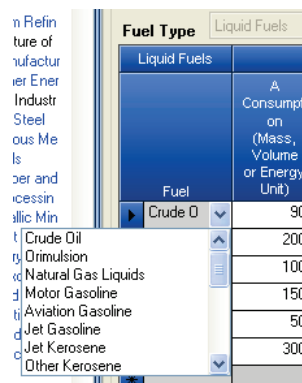 m Refin
ture of
nufactur
ner Ener
Industr
Steel
ous Me
ls
per and
ocessin
allic Min
Fuel Type Liquid Fuels
Liquid Fuels
A
Consumpt
on
(Mass,
Volume
or Energy
Unit)
Fuel
Crude O 90
200
100
150
50
300
Crude Oil
Orimulsion
Natural Gas Liquids
Motor Gasoline
Aviation Gasoline
Jet Gasoline
Jet Kerosene
Other Kerosene